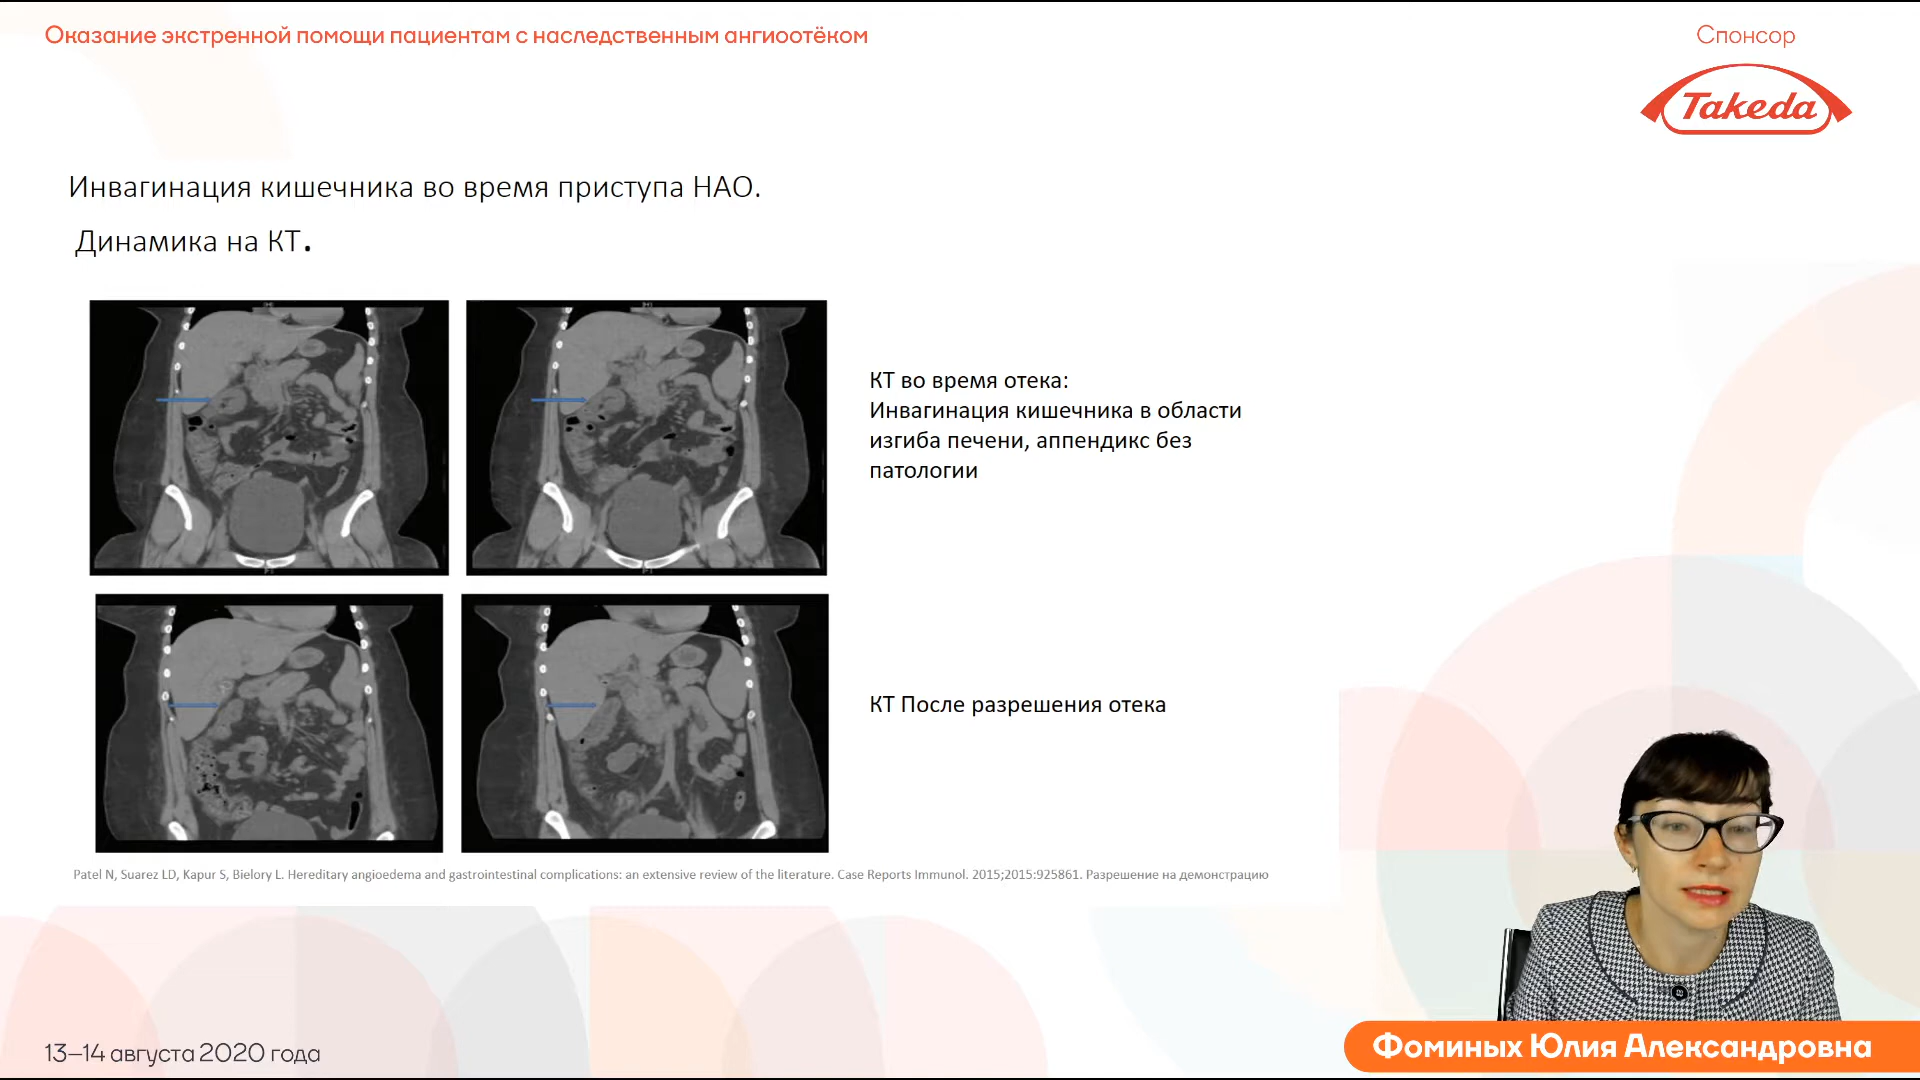 Оказание экстренной помощи пациентам с наследственным ангиоотёком
Спонсор
Takeda
Инвагинация кишечника во время приступа НАО.
Динамика на КТ.
КТ во время отека:
Инвагинация кишечника в области
изгиба печени, аппендикс без
патологии
КТ После разрешения отека
Patel N, Suarez LD, Kapur S, Bielory L. Hereditary angioedema and gastrointestinal complications: an extensive review of the literature. Case Reports Immunol. 2015;2015:925861. Разрешение на демонстрацию
13–14 августа 2020 года
Фоминых Юлия Александровна